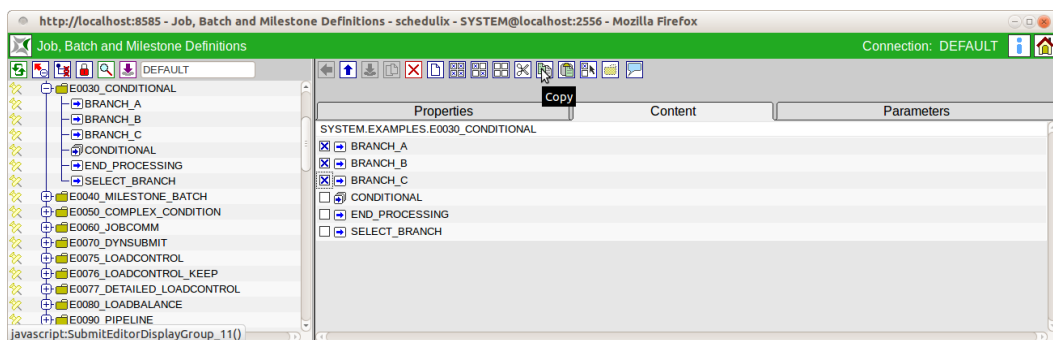 http://localhost:8585 - Job, Batch and Milestone Definitions - schedulix - SYSTEM@localhost:2556 - Mozilla Firefox
Job, Batch and Milestone Definitions
Connection: DEFAULT
DEFAULT
E0030_CONDITIONAL
BRANCH_A
BRANCH_B
BRANCH_C
CONDITIONAL
END_PROCESSING
SELECT_BRANCH
E0040_MILESTONE_BATCH
E0050_COMPLEX_CONDITION
E0060_JOBCOMM
E0070_DYNSUBMIT
E0075_LOADCONTROL
E0076_LOADCONTROL_KEEP
E0077_DETAILED_LOADCONTROL
E0080_LOADBALANCE
E0090_PIPELINE
javascript:SubmitEditorDisplayGroup_11()
Copy
Properties
Content
Parameters
SYSTEM.EXAMPLES.E0030_CONDITIONAL
BRANCH_A
BRANCH_B
BRANCH_C
CONDITIONAL
END_PROCESSING
SELECT_BRANCH